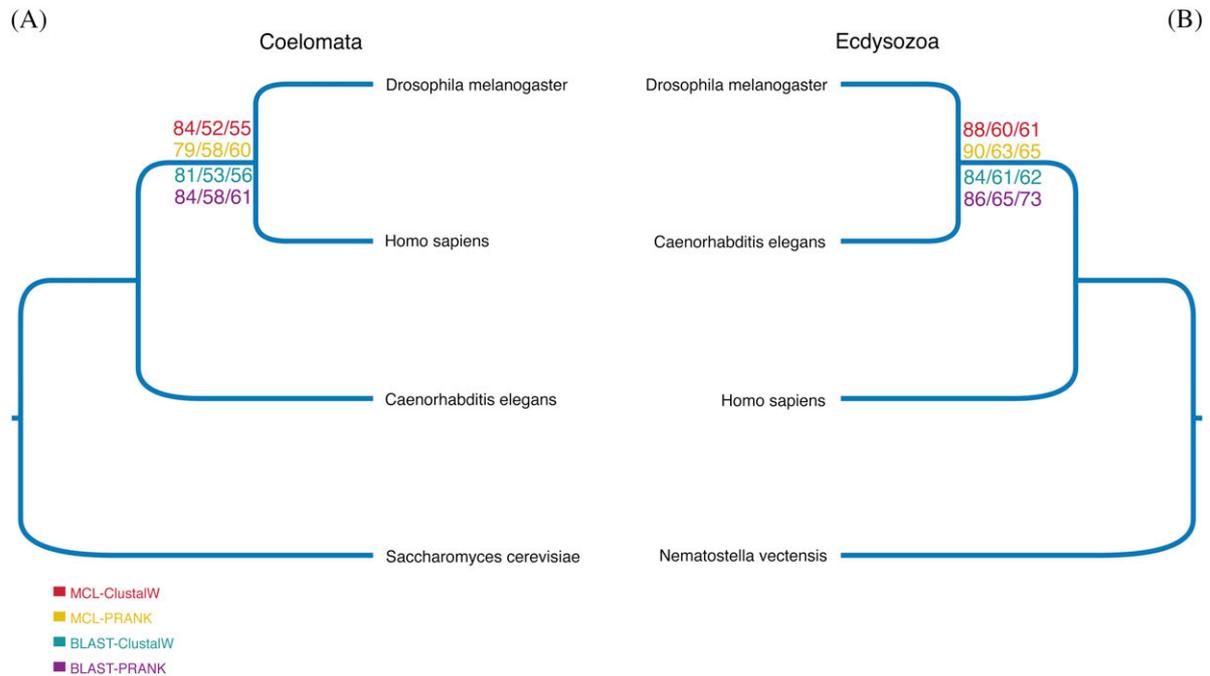 (A)
(B)
Coelomata
Ecdysozoa
Drosophila melanogaster
Drosophila melanogaster
84/52/55
79/58/60
81/53/56
84/58/61
88/60/61
90/63/65
84/61/62
86/65/73
Homo sapiens
Caenorhabditis elegans
Caenorhabditis elegans
Homo sapiens
Saccharomyces cerevisiae
Nematostella vectensis
MCL-ClustalW
MCL-PRANK
BLAST-ClustalW
BLAST-PRANK